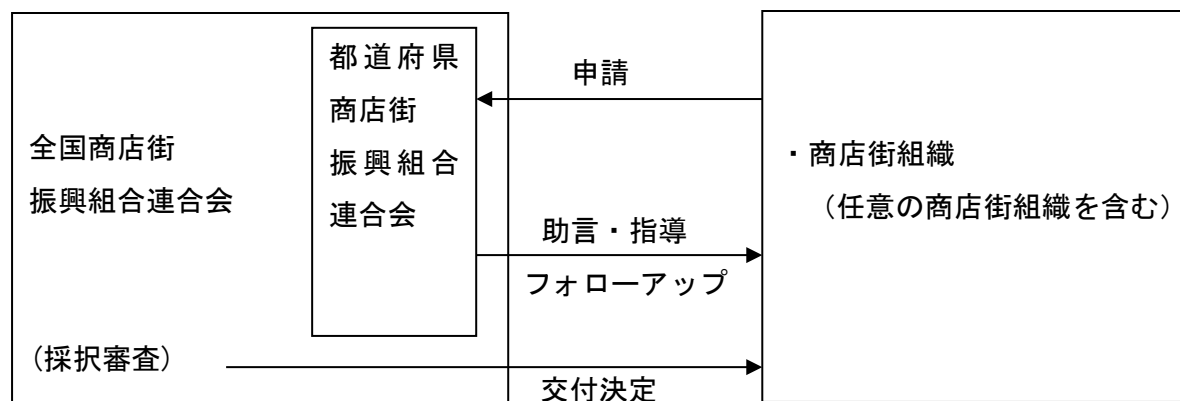 全国商店街
振興組合連合会
（採択審査）
都道府県
商店街
振興組合
連合会
申請
助言・指導
フォローアップ
交付決定
・商店街組織
（任意の商店街組織を含む）